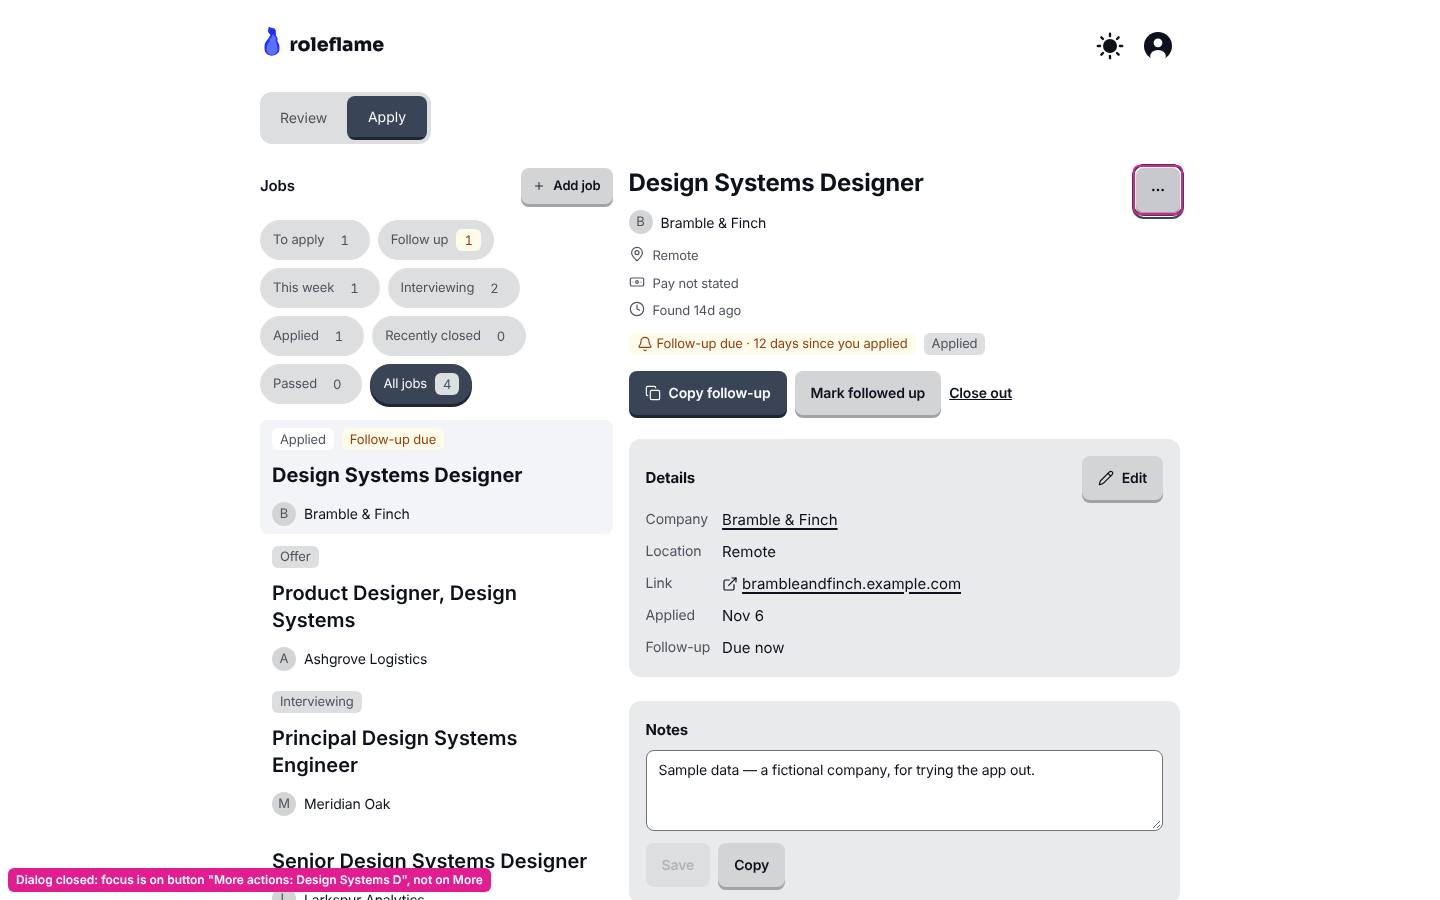 roleflame
Review
Apply
Jobs
+ Add job
To apply 1
Follow up 1
This week 1
Interviewing 2
Applied 1
Recently closed 0
Passed 0
All jobs 4
Applied
Follow-up due
Design Systems Designer
B
Bramble & Finch
Offer
Product Designer, Design
Systems
A
Ashgrove Logistics
Interviewing
Principal Design Systems
Engineer
M
Meridian Oak
Senior Design Systems Designer
Larkspur Analytics
Design Systems Designer
...
B
Bramble & Finch
Remote
Pay not stated
Found 14d ago
Follow-up due · 12 days since you applied
Applied
Copy follow-up
Mark followed up
Close out
Details
Edit
Company Bramble & Finch
Location Remote
Link brambleandfinch.example.com
Applied Nov 6
Follow-up Due now
Notes
Sample data — a fictional company, for trying the app out.
Save
Copy
Dialog closed: focus is on button "More actions: Design Systems D", not on More